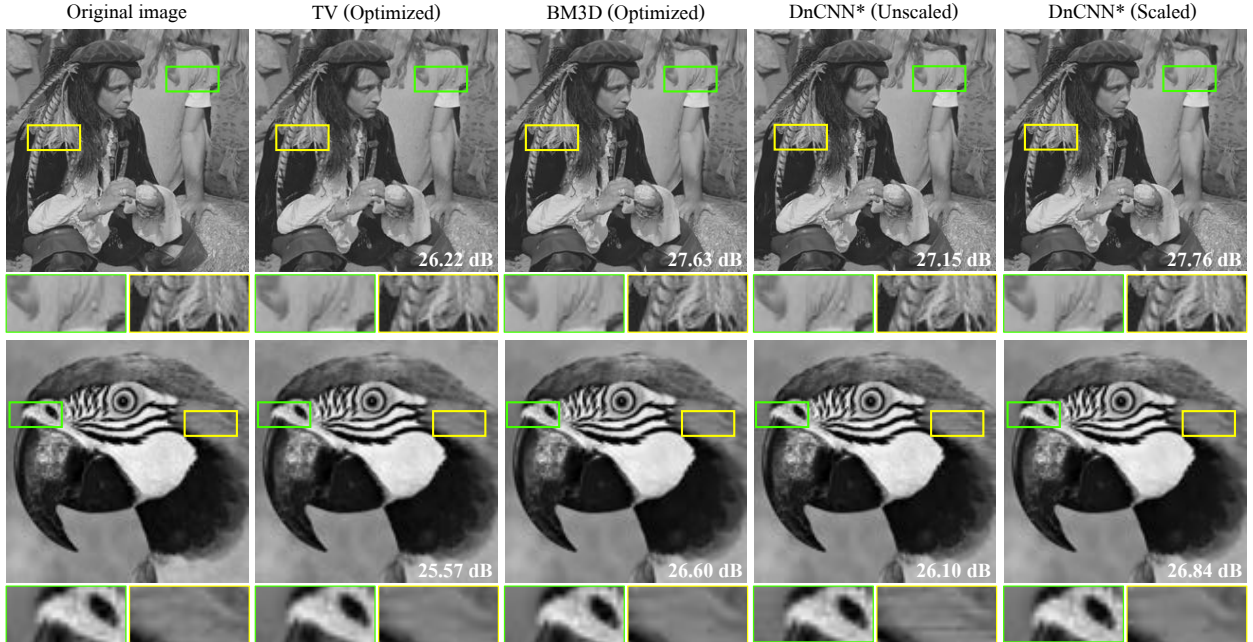 Original image TV (Optimized) BM3D (Optimized) DnCNN* (Unscaled) DnCNN* (Scaled)
26.22 dB 27.63 dB 27.15 dB 27.76 dB
25.57 dB 26.60 dB 26.10 dB 26.84 dB